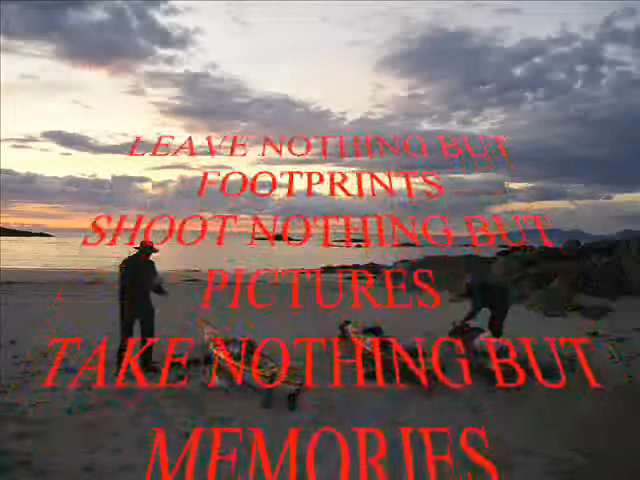 LEAVE NOTHING BUT
FOOTPRINTS
SHOOT NOTHING BUT
PICTURES
TAKE NOTHING BUT
MEMORIES